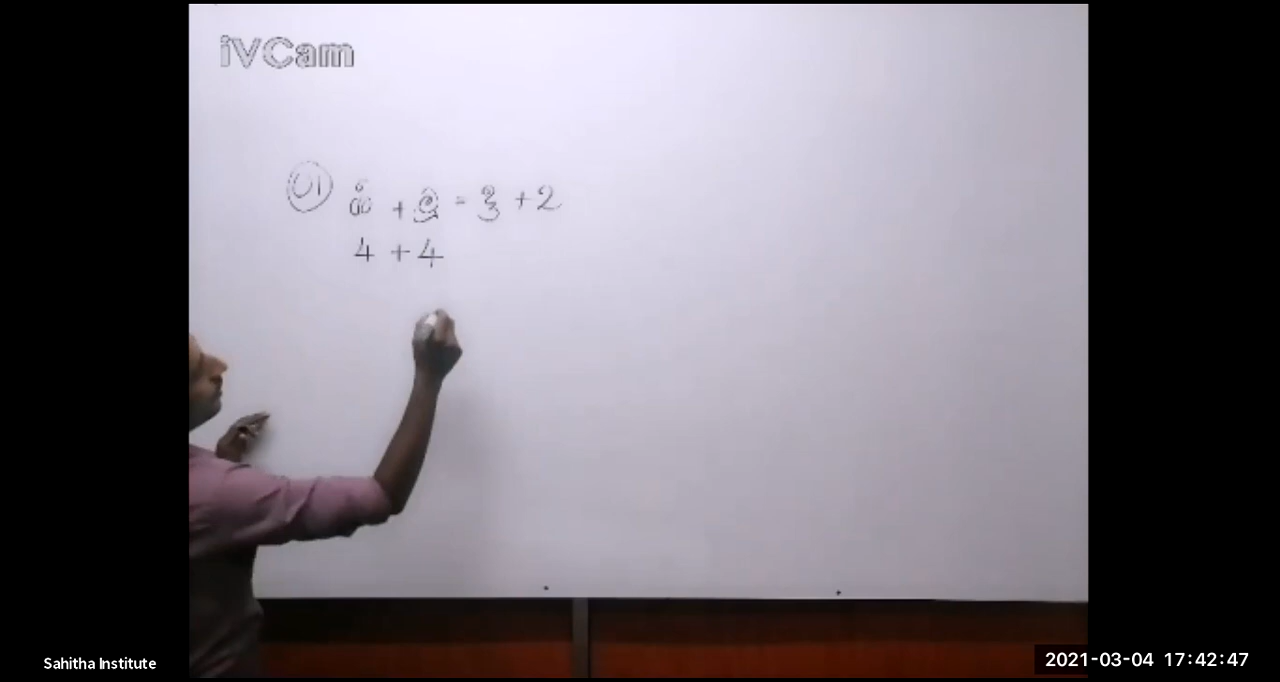 iVCam
01 + = + 2
4 + 4
Sahitha Institute
2021-03-04 17:42:47